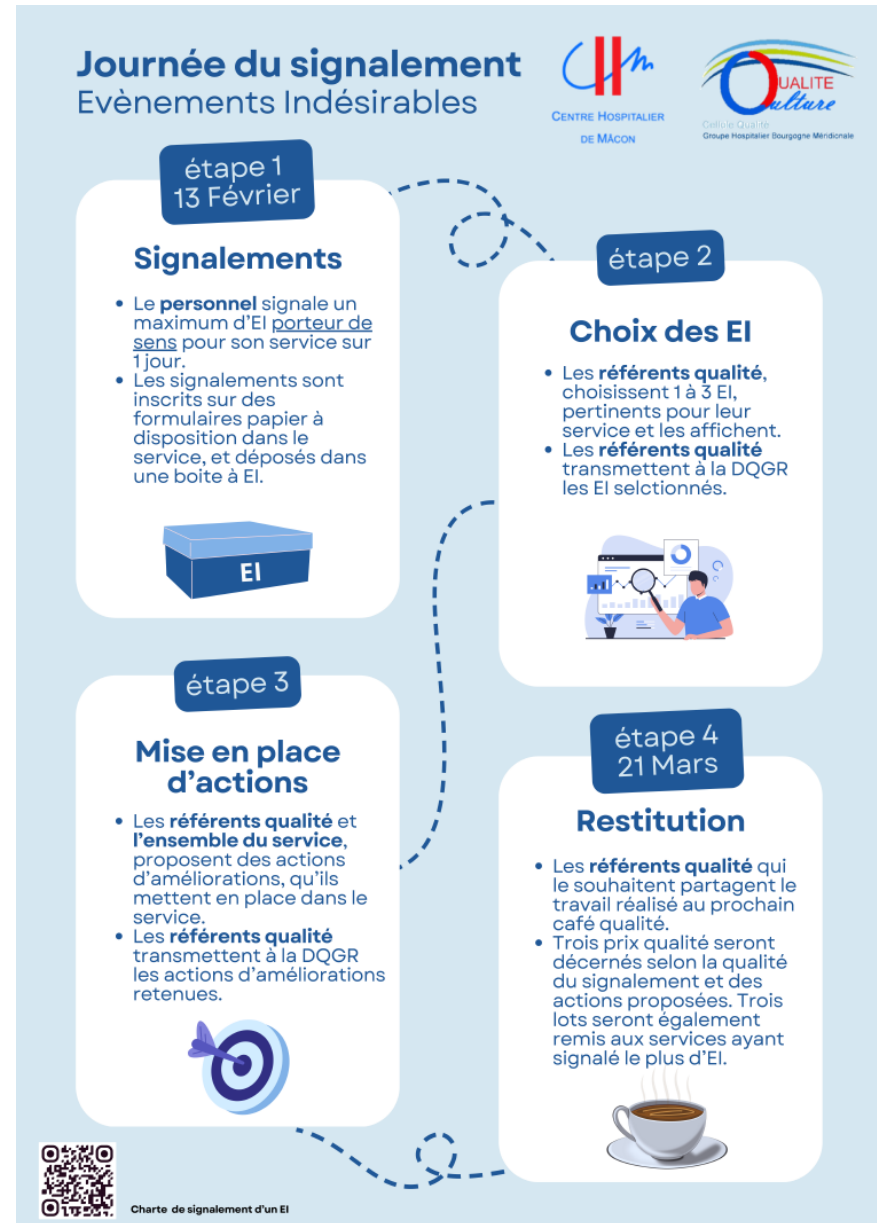 Journée du signalement
Evènements Indésirables
CENTRE HOSPITALIER
DE MÂCON
QUALITE
Culture
Cellule Qualité
Groupe Hospitalier Bourgogne Méridionale
étape 1
13 Février
Signalements
• Le personnel signale un
maximum d'EI porteur de
sens pour son service sur
1 jour.
• Les signalements sont
inscrits sur des
formulaires papier à
disposition dans le
service, et déposés dans
une boite à EI.
EI
étape 2
Choix des EI
• Les référents qualité,
choisissent 1 à 3 EI,
pertinents pour leur
service et les affichent.
• Les référents qualité
transmettent à la DQGR
les EI selctionnés.
étape 3
Mise en place
d'actions
• Les référents qualité et
l'ensemble du service,
proposent des actions
d'améliorations, qu'ils
mettent en place dans le
service.
• Les référents qualité
transmettent à la DQGR
les actions d'améliorations
retenues.
étape 4
21 Mars
Restitution
• Les référents qualité qui
le souhaitent partagent le
travail réalisé au prochain
café qualité.
• Trois prix qualité seront
décernés selon la qualité
du signalement et des
actions proposées. Trois
lots seront également
remis aux services ayant
signalé le plus d'EI.
Charte de signalement d'un EI